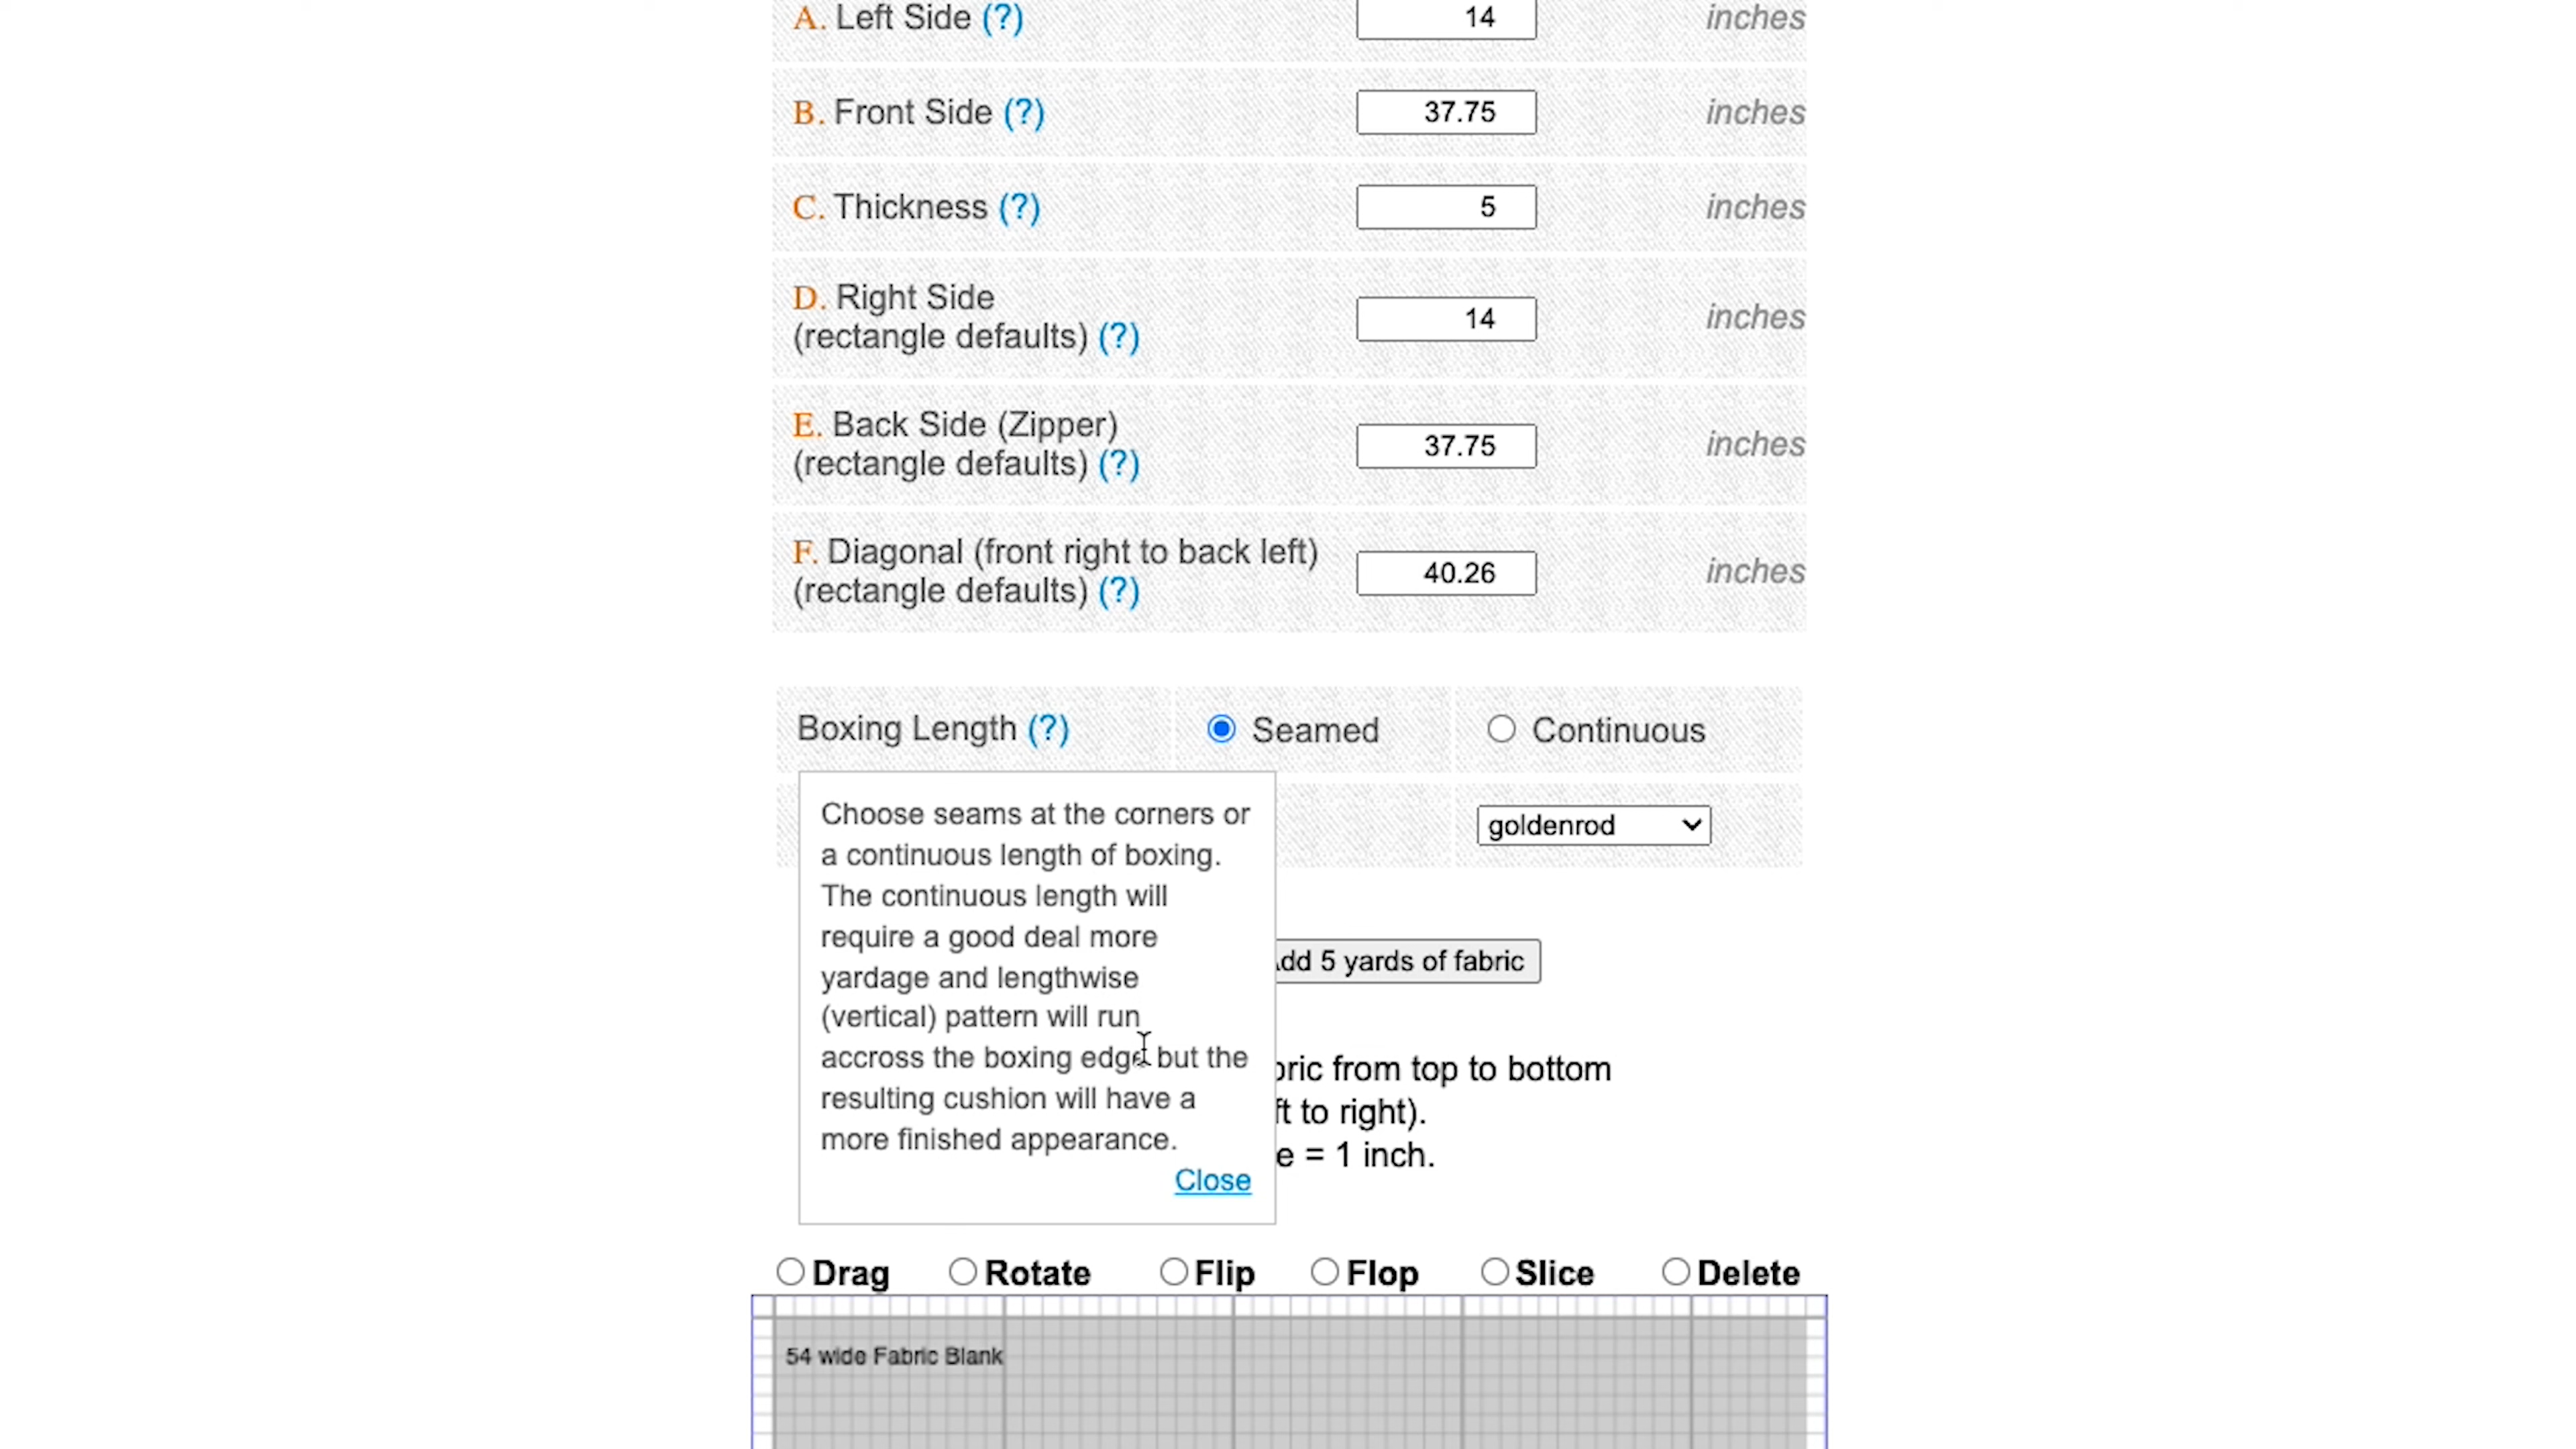 A. Left Side (?) 14 inches
B. Front Side (?) 37.75 inches
C. Thickness (?) 5 inches
D. Right Side
(rectangle defaults) (?) 14 inches
E. Back Side (Zipper)
(rectangle defaults) (?) 37.75 inches
F. Diagonal (front right to back left)
(rectangle defaults) (?) 40.26 inches
Boxing Length (?) Seamed Continuous
goldenrod
Choose seams at the corners or
a continuous length of boxing.
The continuous length will
require a good deal more
yardage and lengthwise
(vertical) pattern will run
accross the boxing edge but the
resulting cushion will have a
more finished appearance.
Close
dd 5 yards of fabric
ric from top to bottom
ft to right).
e = 1 inch.
Drag Rotate Flip Flop Slice Delete
54 wide Fabric Blank